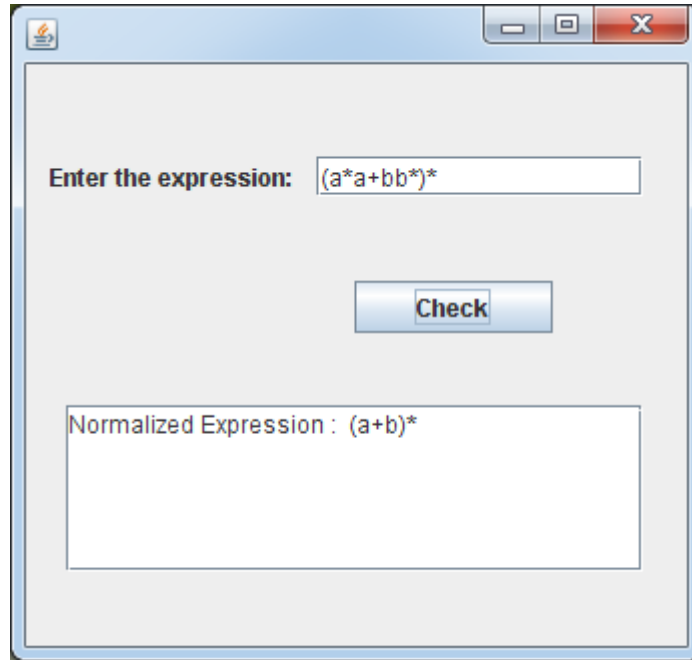 Enter the expression: (a*a+bb*)*
Check
Normalized Expression : (a+b)*